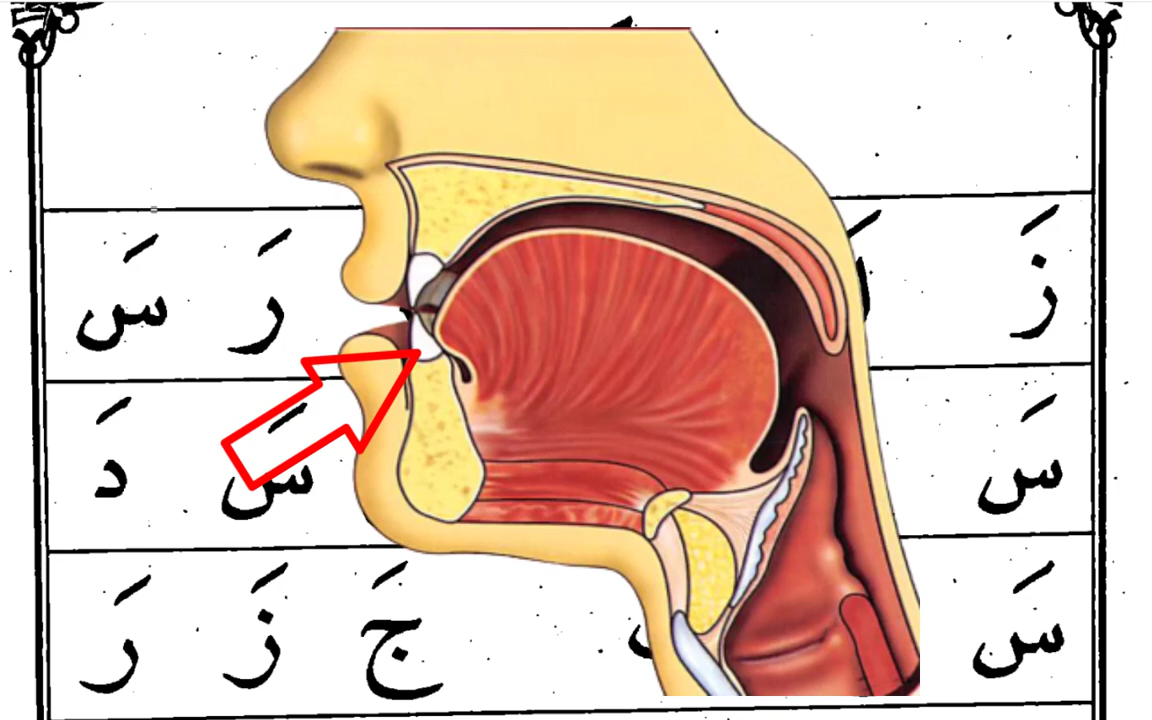 زَ رَ سَ
سَ سَ دَ
سَ جَ زَ رَ